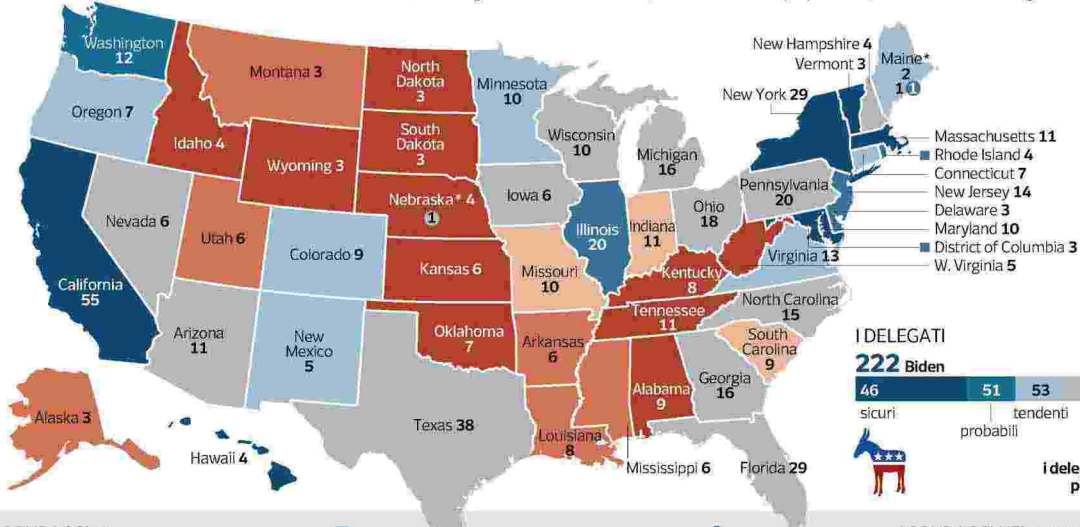 Washington
12
Oregon 7
California
55
Nevada 6
Idaho 4
Montana 3
Wyoming 3
Utah 6
Arizona
11
Colorado 9
New
Mexico
5
North
Dakota
3
South
Dakota
3
Nebraska* 4
1
Kansas 6
Oklahoma
7
Texas 38
Minnesota
10
Iowa 6
Missouri
10
Arkansas
6
Louisiana
8
Wisconsin
10
Illinois
20
Michigan
16
Indiana
11
Ohio
18
Kentucky
8
Tennessee
11
Mississippi 6
Alabama
9
Georgia
16
Florida 29
South
Carolina
9
North Carolina
15
Virginia 13
Pennsylvania
20
New York 29
Vermont 3
New Hampshire 4
Maine*
2
1 1
Massachusetts 11
Rhode Island 4
Connecticut 7
New Jersey 14
Delaware 3
Maryland 10
District of Columbia 3
W. Virginia 5
Alaska 3
Hawaii 4
I DELEGATI
222 Biden
46 51 53
sicuri
probabili
tendenti
i dele
p